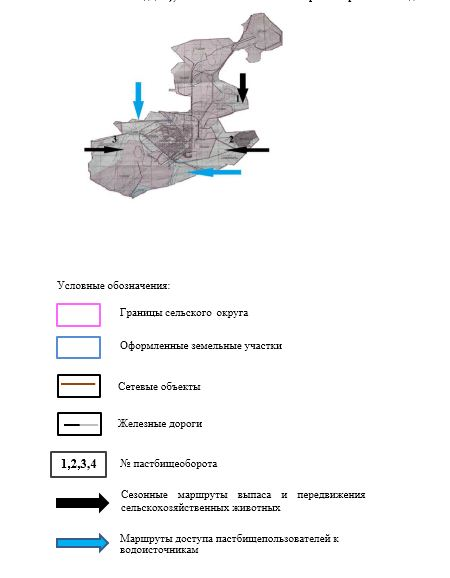 1
2
3
Условные обозначения:
Границы сельского округа
Оформленные земельные участки
Сетевые объекты
Железные дороги
1,2,3,4 № пастбищеоборота
Сезонные маршруты выпаса и передвижения
сельскохозяйственных животных
Маршруты доступа пастбищепользователей к
водоисточникам